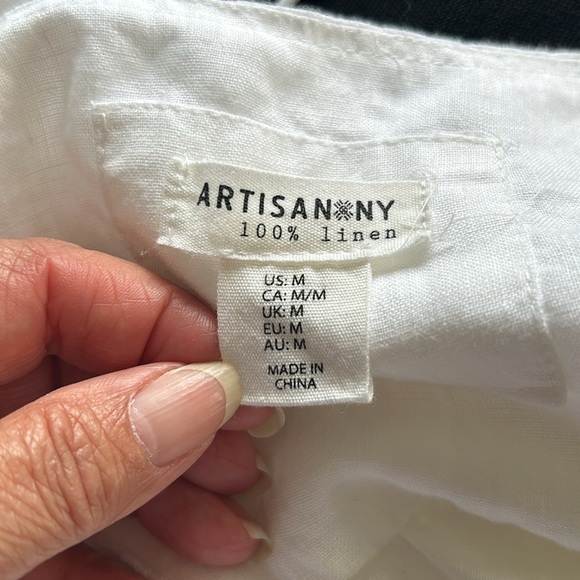 ARTISAN NY
100% linen
US: M
CA: M/M
UK: M
EU: M
AU: M
MADE IN
CHINA